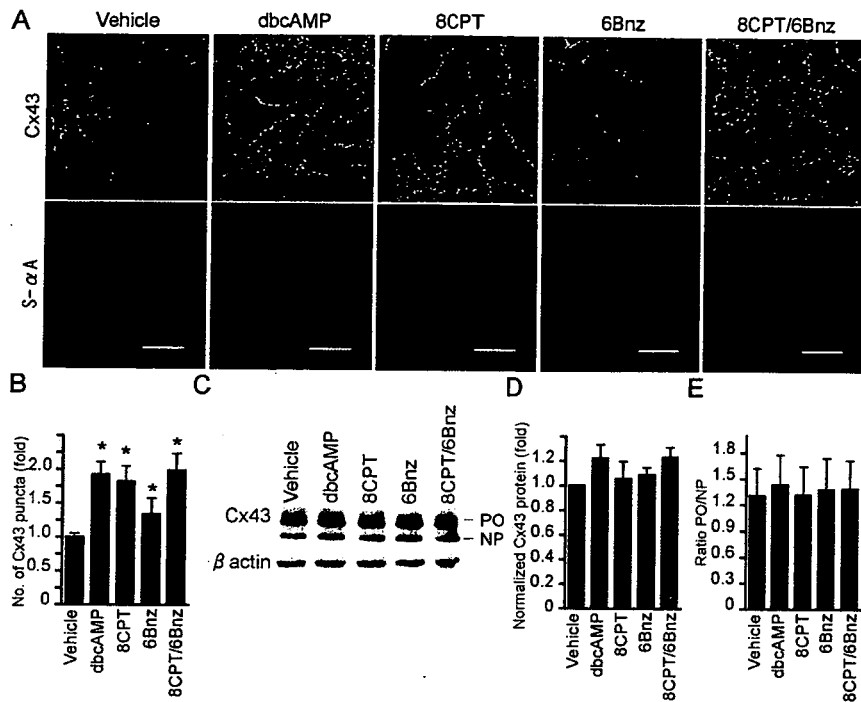 A
Vehicle
dbcAMP
8CPT
6Bnz
8CPT/6Bnz
Cx43
S-αA
B
No. of Cx43 puncta (fold)
2.0
1.5
1.0
0.5
0
*
*
*
*
Vehicle
dbcAMP
8CPT
6Bnz
8CPT/6Bnz
C
Vehicle
dbcAMP
8CPT
6Bnz
8CPT/6Bnz
Cx43
PO
NP
β actin
D
Normalized Cx43 protein (fold)
1.4
1.2
1.0
0.8
0.6
0.4
0.2
0
Vehicle
dbcAMP
8CPT
6Bnz
8CPT/6Bnz
E
Ratio PO/NP
1.8
1.5
1.2
0.9
0.6
0.3
0
Vehicle
dbcAMP
8CPT
6Bnz
8CPT/6Bnz